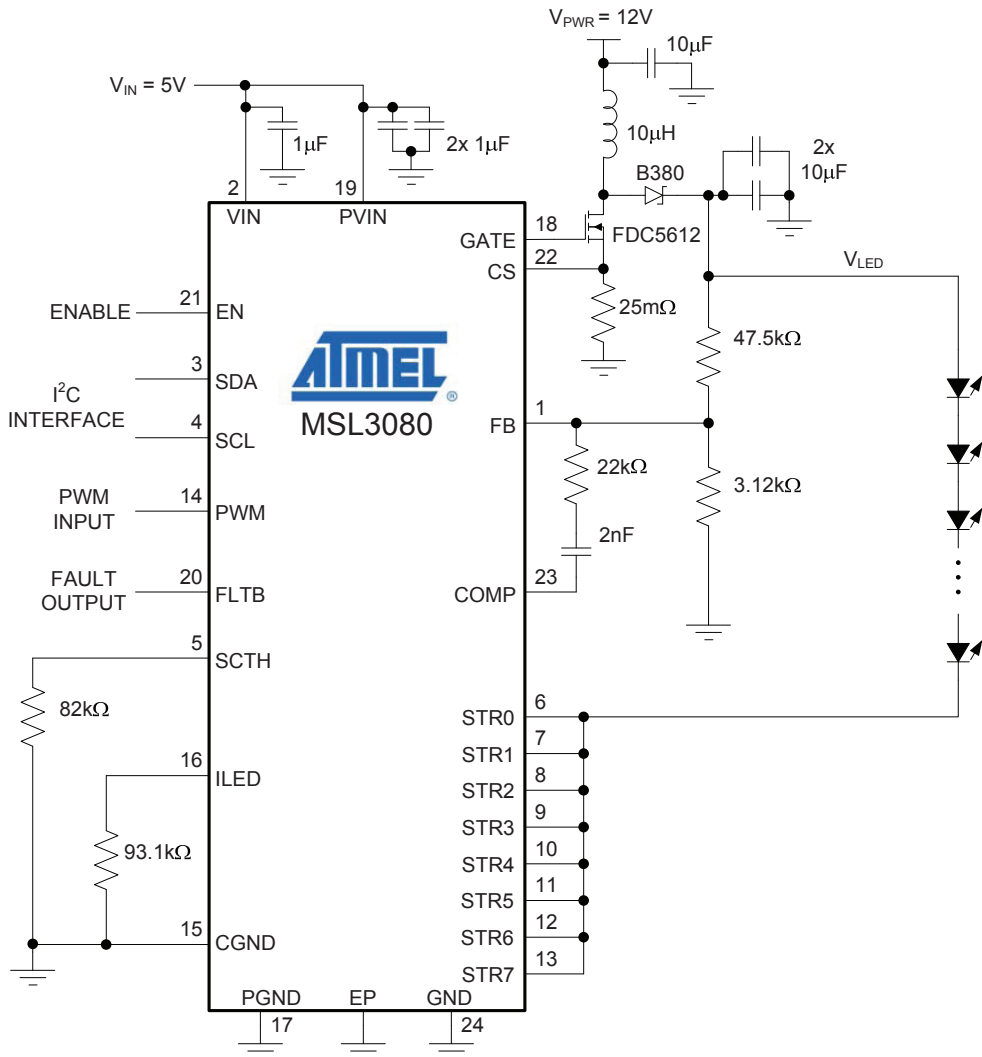 VPWR = 12V
10µF
VIN = 5V
1µF
2x 1µF
10µH
2x
10µF
B380
2
19
VIN
PVIN
18
GATE
FDC5612
22
CS
VLED
25mΩ
21
ENABLE
EN
47.5kΩ
3
SDA
I²C
INTERFACE
4
SCL
ATMEL
®
MSL3080
1
FB
22kΩ
3.12kΩ
PWM
INPUT
14
PWM
2nF
FAULT
OUTPUT
20
FLTB
23
COMP
5
SCTH
82kΩ
6
STR0
7
STR1
16
ILED
8
STR2
9
STR3
93.1kΩ
10
STR4
11
STR5
12
STR6
15
CGND
13
STR7
PGND
EP
GND
17
24